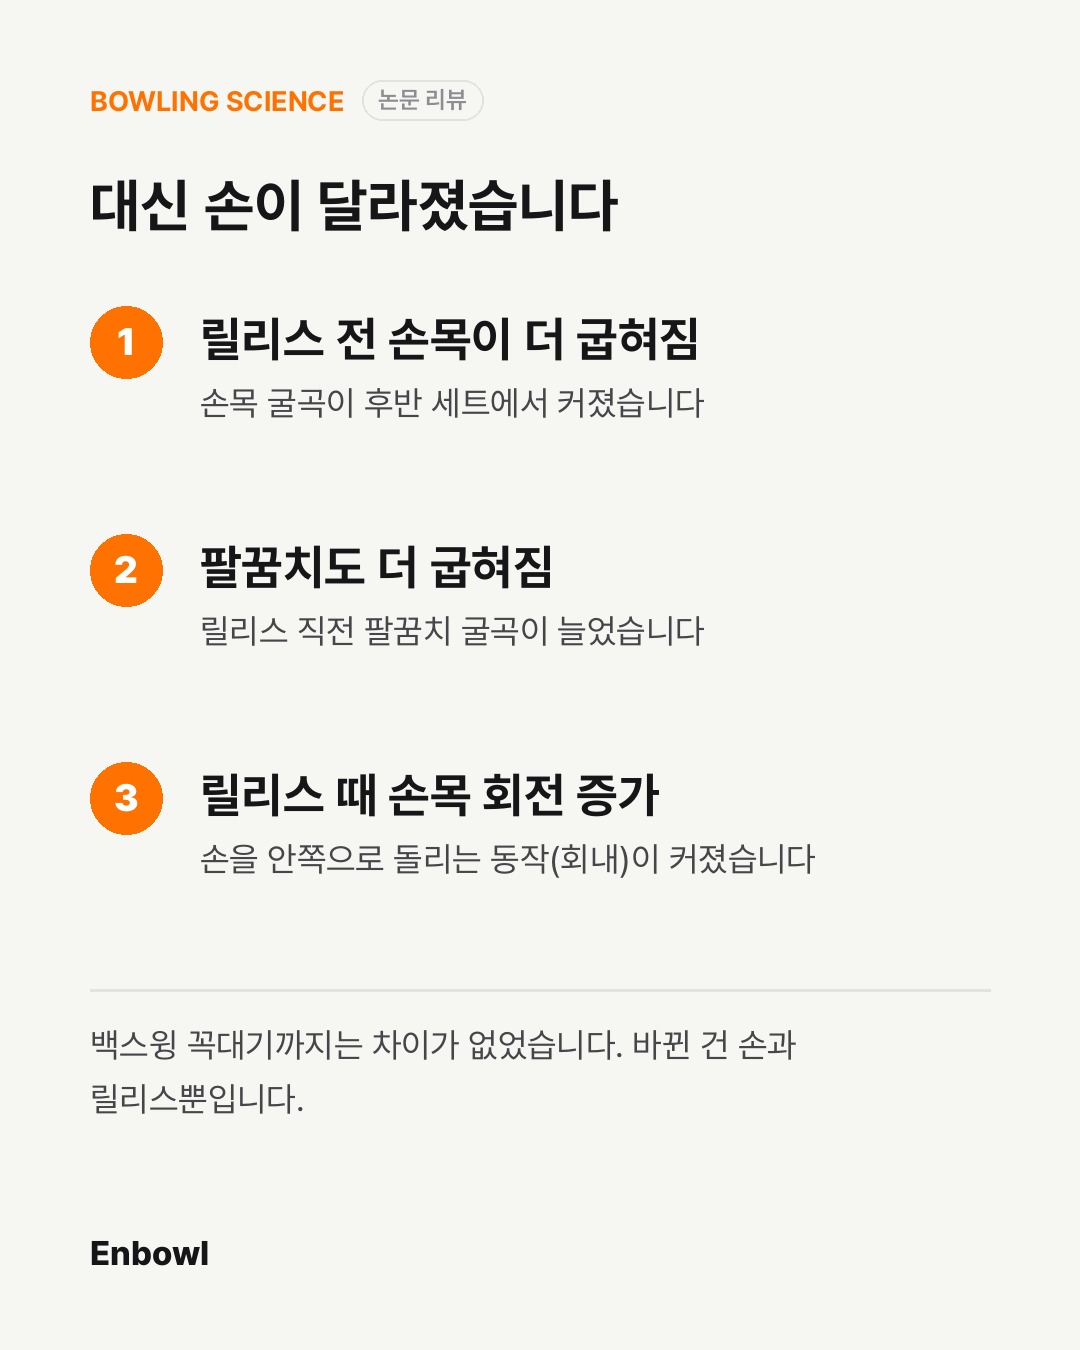 BOWLING SCIENCE 논문 리뷰
대신 손이 달라졌습니다
1 릴리스 전 손목이 더 굽혀짐
손목 굴곡이 후반 세트에서 커졌습니다
2 팔꿈치도 더 굽혀짐
릴리스 직전 팔꿈치 굴곡이 늘었습니다
3 릴리스 때 손목 회전 증가
손을 안쪽으로 돌리는 동작(회내)이 커졌습니다
백스윙 꼭대기까지는 차이가 없었습니다. 바뀐 건 손과
릴리스뿐입니다.
Enbowl